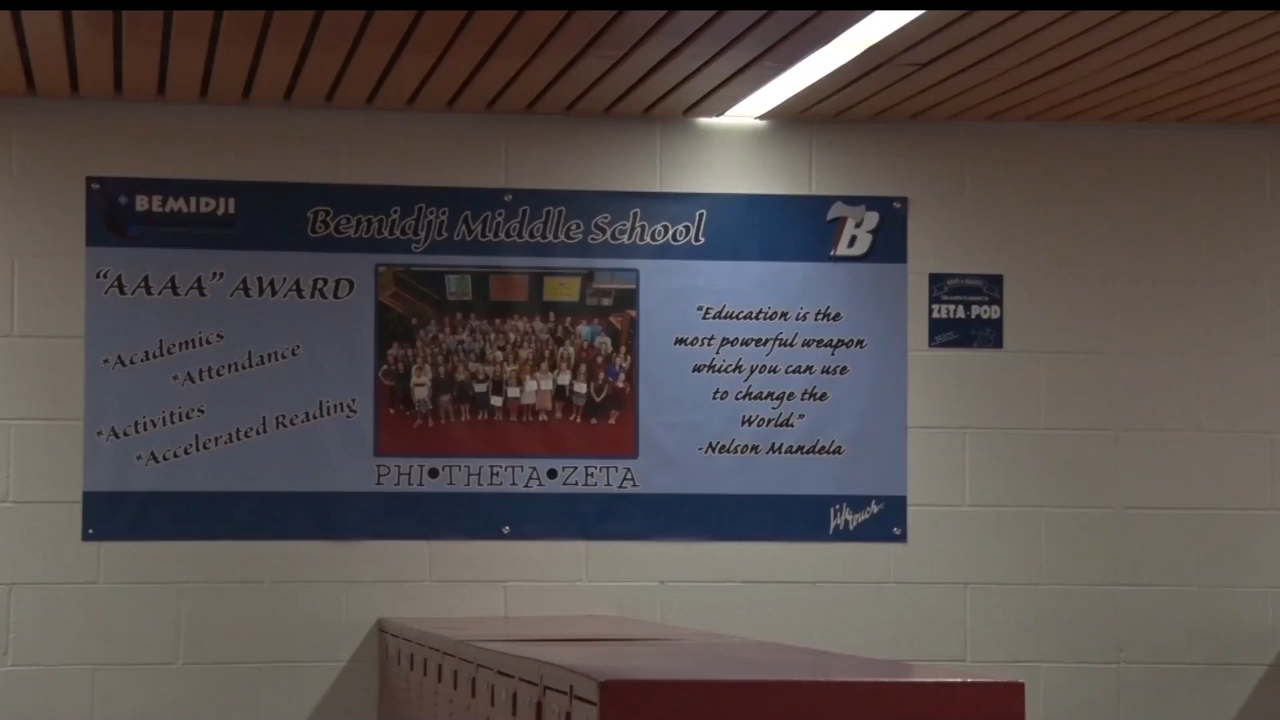 BEMIDJI
Bemidji Middle School
B
"AAAA" AWARD
*Academics
*Attendance
*Activities
*Accelerated Reading
PHI•THETA•ZETA
"Education is the
most powerful weapon
which you can use
to change the
World."
-Nelson Mandela
Lifetouch
ZETA-POD